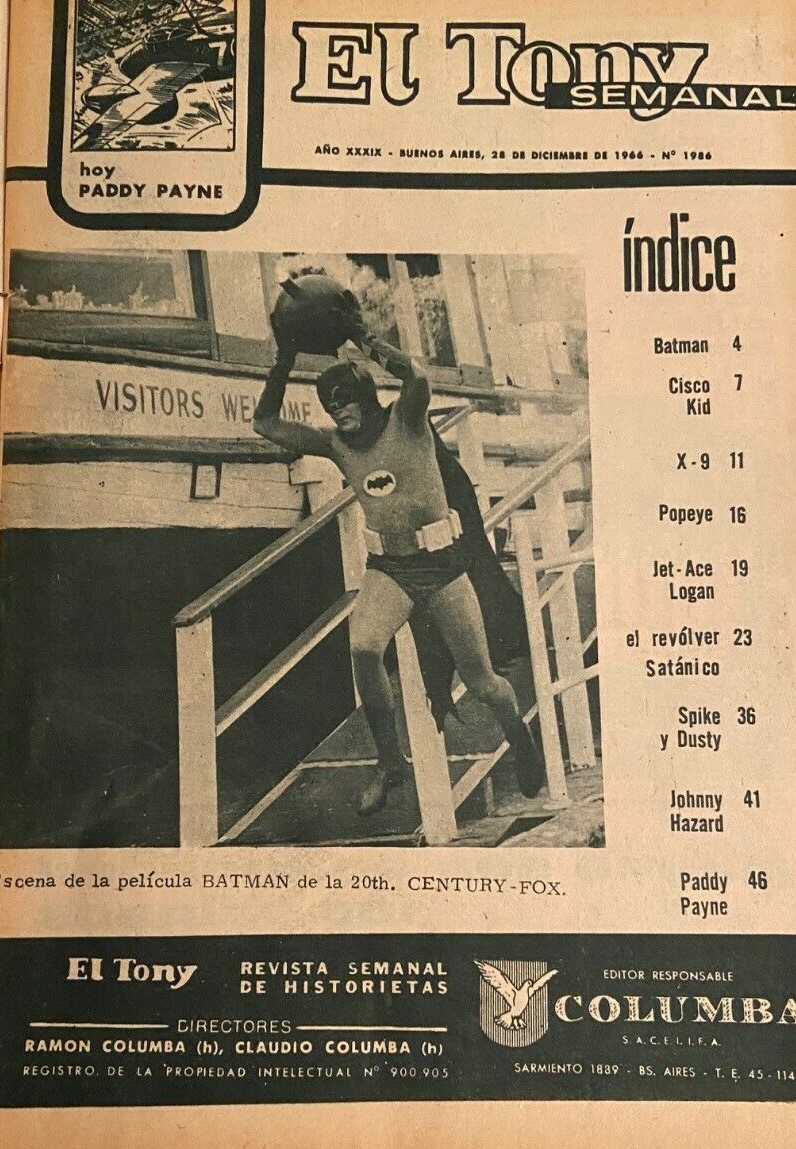 El Tony
SEMANAL
AÑO XXXIX - BUENOS AIRES, 28 DE DICIEMBRE DE 1966 - Nº 1986
hoy
PADDY PAYNE
índice
Batman 4
Cisco 7
Kid
X-9 11
Popeye 16
Jet-Ace 19
Logan
el revólver 23
Satánico
Spike 36
y Dusty
Johnny 41
Hazard
Paddy 46
Payne
VISITORS WELCOME
scena de la película BATMAN de la 20th. CENTURY-FOX.
El Tony
REVISTA SEMANAL
DE HISTORIETAS
DIRECTORES
RAMON COLUMBA (h), CLAUDIO COLUMBA (h)
REGISTRO. DE LA PROPIEDAD INTELECTUAL Nº 900 905
EDITOR RESPONSABLE
COLUMBA
S.A.C.E.I.I.F.A.
SARMIENTO 1889 - BS. AIRES - T. E. 45-114